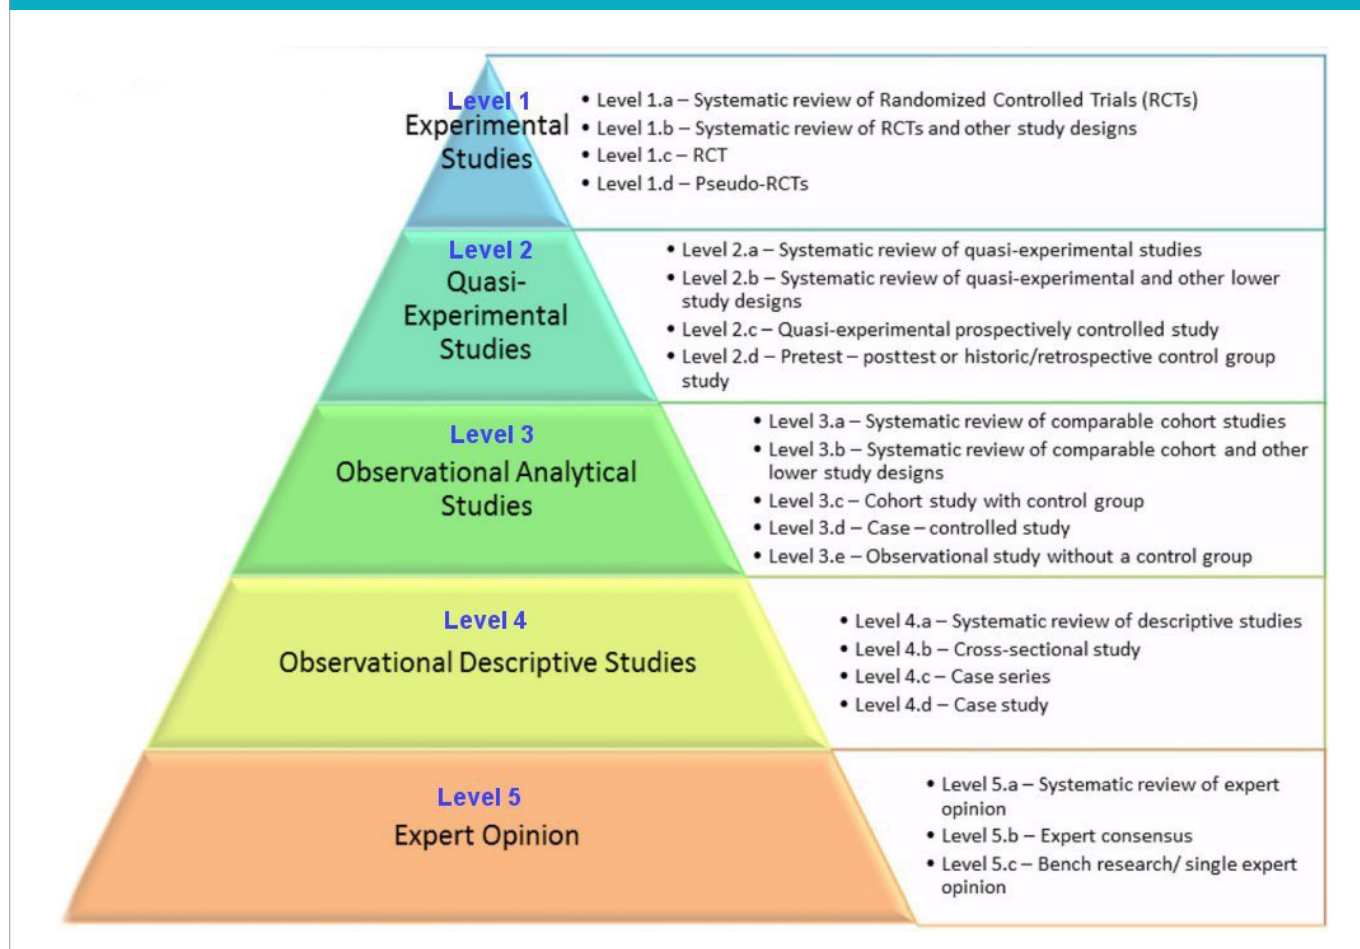 Level 1
Experimental
Studies
• Level 1.a – Systematic review of Randomized Controlled Trials (RCTs)
• Level 1.b – Systematic review of RCTs and other study designs
• Level 1.c – RCT
• Level 1.d – Pseudo-RCTs
Level 2
Quasi-
Experimental
Studies
• Level 2.a – Systematic review of quasi-experimental studies
• Level 2.b – Systematic review of quasi-experimental and other lower
study designs
• Level 2.c – Quasi-experimental prospectively controlled study
• Level 2.d – Pretest – posttest or historic/retrospective control group
study
Level 3
Observational Analytical
Studies
• Level 3.a – Systematic review of comparable cohort studies
• Level 3.b – Systematic review of comparable cohort and other
lower study designs
• Level 3.c – Cohort study with control group
• Level 3.d – Case – controlled study
• Level 3.e – Observational study without a control group
Level 4
Observational Descriptive Studies
• Level 4.a – Systematic review of descriptive studies
• Level 4.b – Cross-sectional study
• Level 4.c – Case series
• Level 4.d – Case study
Level 5
Expert Opinion
• Level 5.a – Systematic review of expert
opinion
• Level 5.b – Expert consensus
• Level 5.c – Bench research/ single expert
opinion